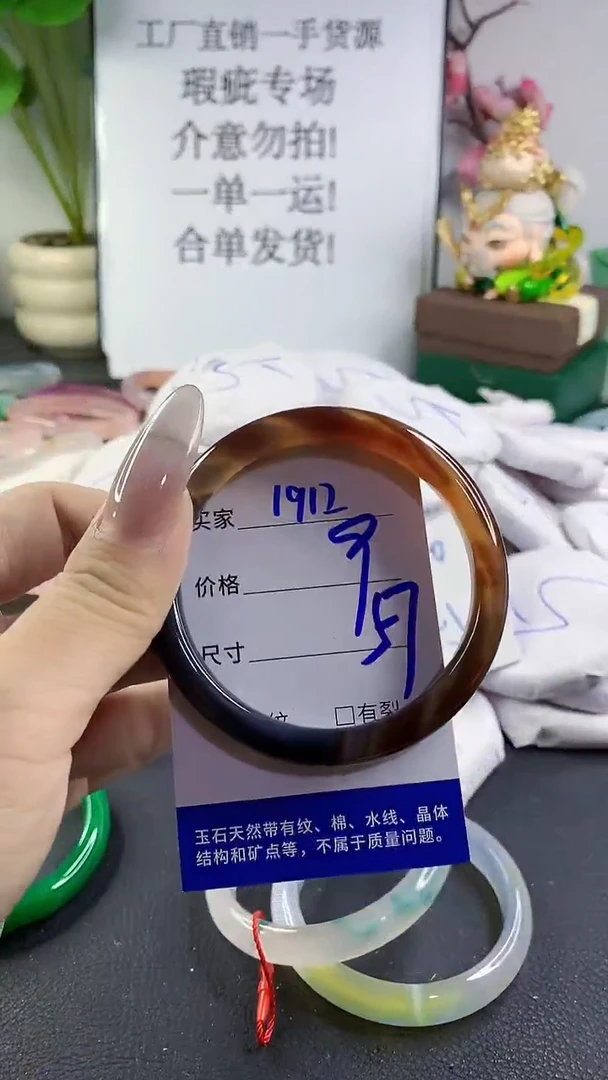 工厂直销一手货源
瑕疵专场
介意勿拍!
一单一运!
合单发货!
买家 1912
价格
尺寸
纹 □有裂
玉石天然带有纹、棉、水线、晶体
结构和矿点等，不属于质量问题。